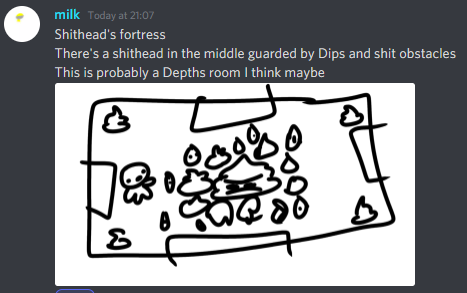 milk Today at 21:07
Shithead's fortress
There's a shithead in the middle guarded by Dips and shit obstacles
This is probably a Depths room I think maybe